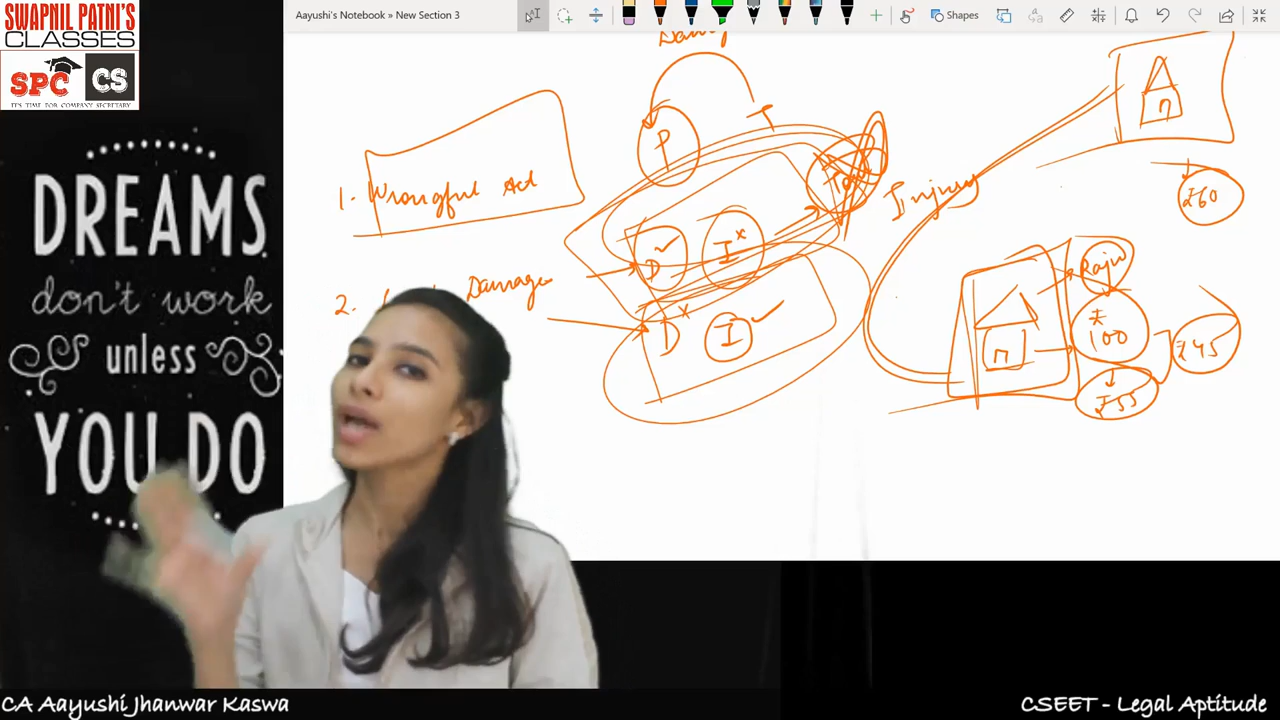 SWAPNIL PATNI'S
CLASSES
SPC CS
IT'S TIME FOR COMPANY SECRETARY
DREAMS
don't work
unless
YOU DO
Aayushi's Notebook » New Section 3
Shapes
P
T
1. Wrongful Act
Injury
2. Damage
D I
D I
n
₹60
Raju
₹
100
₹45
₹55
n
CA Aayushi Jhanwar Kaswa
CSEET - Legal Aptitude